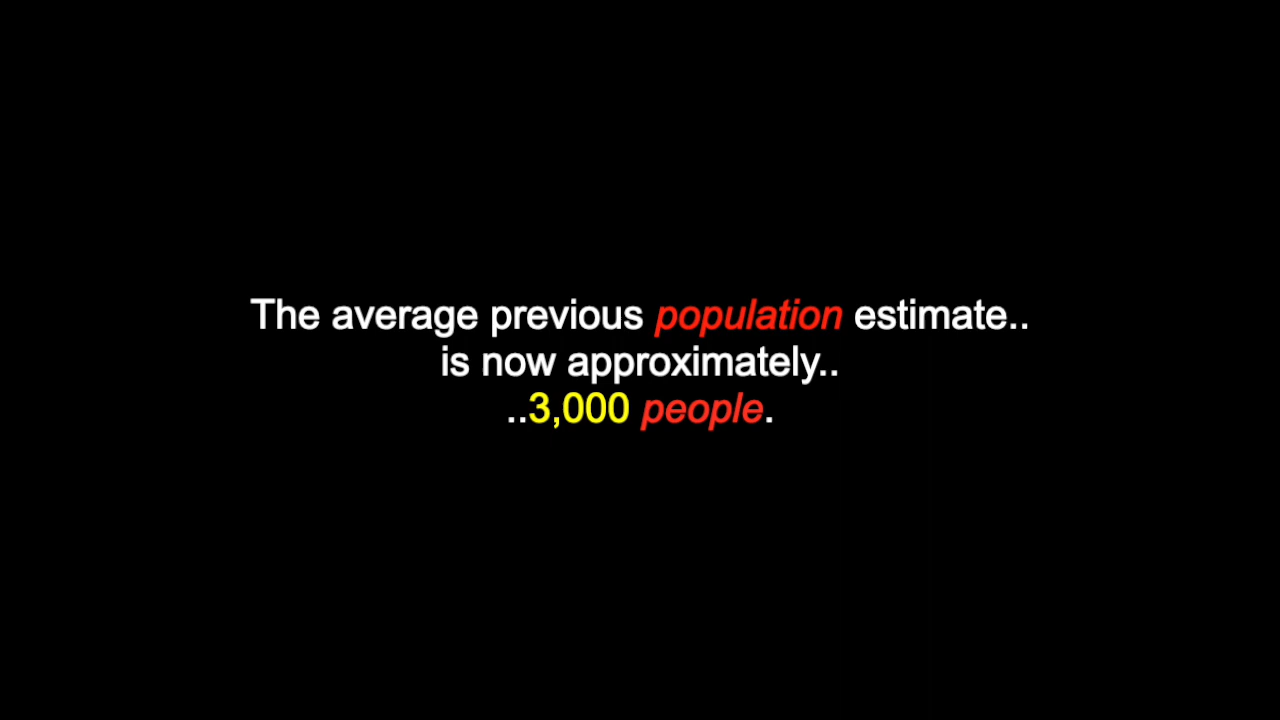 The average previous population estimate..
is now approximately..
..3,000 people.